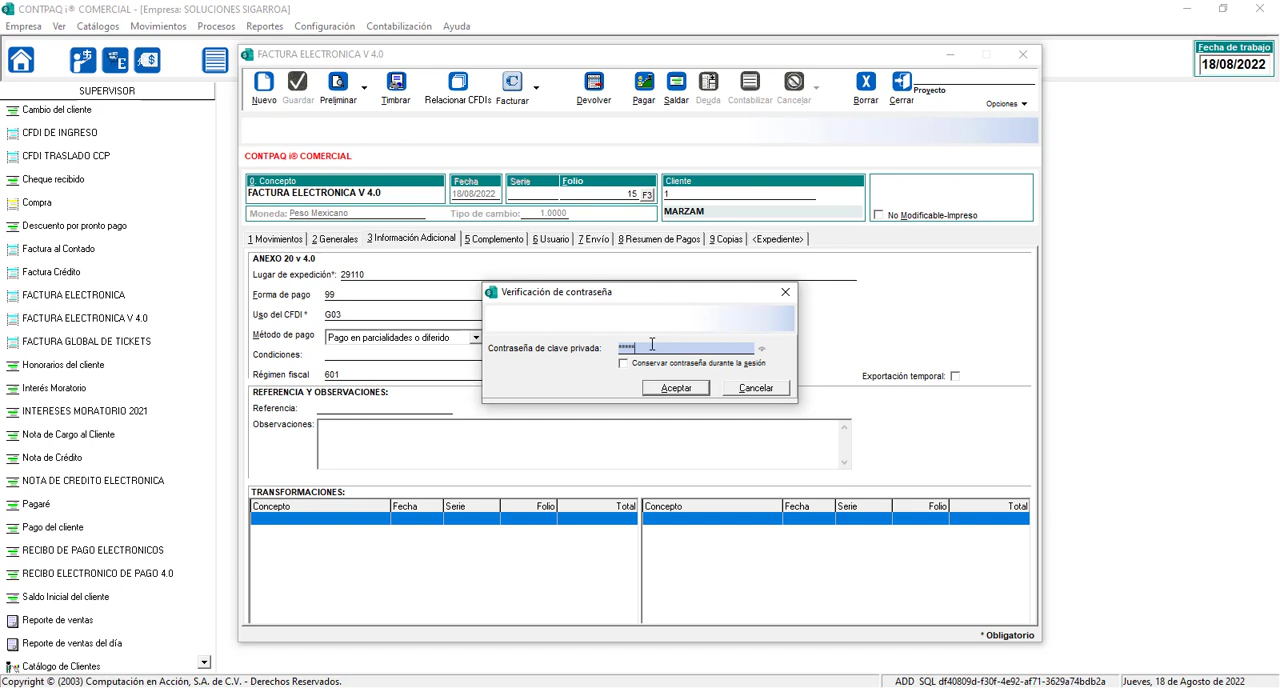 CONTPAQ i® COMERCIAL - [Empresa: SOLUCIONES SIGARROA]
Empresa Ver Catálogos Movimientos Procesos Reportes Configuración Contabilización Ayuda
Fecha de trabajo
18/08/2022
SUPERVISOR
Cambio del cliente
CFDI DE INGRESO
CFDI TRASLADO CCP
Cheque recibido
Compra
Descuento por pronto pago
Factura al Contado
Factura Crédito
FACTURA ELECTRONICA
FACTURA ELECTRONICA V 4.0
FACTURA GLOBAL DE TICKETS
Honorarios del cliente
Interés Moratorio
INTERESES MORATORIO 2021
Nota de Cargo al Cliente
Nota de Crédito
NOTA DE CREDITO ELECTRONICA
Pagaré
Pago del cliente
RECIBO DE PAGO ELECTRONICOS
RECIBO ELECTRONICO DE PAGO 4.0
Saldo Inicial del cliente
Reporte de ventas
Reporte de ventas del día
Catálogo de Clientes
FACTURA ELECTRONICA V 4.0
Nuevo Guardar Preliminar Timbrar Relacionar CFDIs Facturar Devolver Pagar Saldar Deuda Contabilizar Cancelar Borrar Cerrar
Proyecto
Opciones
CONTPAQ i® COMERCIAL
0. Concepto Fecha Serie Folio Cliente
FACTURA ELECTRONICA V 4.0 18/08/2022 15 F3 1
Moneda: Peso Mexicano Tipo de cambio: 1.0000 MARZAM No Modificable-Impreso
1 Movimientos 2 Generales 3 Información Adicional 5 Complemento 6 Usuario 7 Envío 8 Resumen de Pagos 9 Copias <Expediente>
ANEXO 20 v 4.0
Lugar de expedición*: 29110
Forma de pago 99
Uso del CFDI * G03
Método de pago Pago en parcialidades o diferido
Condiciones:
Régimen fiscal 601
Exportación temporal:
REFERENCIA Y OBSERVACIONES:
Referencia:
Observaciones:
Verificación de contraseña
Contraseña de clave privada: *****
Conservar contraseña durante la sesión
Aceptar Cancelar
TRANSFORMACIONES:
Concepto Fecha Serie Folio Total Concepto Fecha Serie Folio Total
* Obligatorio
Copyright © (2003) Computación en Acción, S.A. de C.V. - Derechos Reservados. ADD SQL df40809d-f30f-4e92-af71-3629a74bdb2a Jueves, 18 de Agosto de 2022